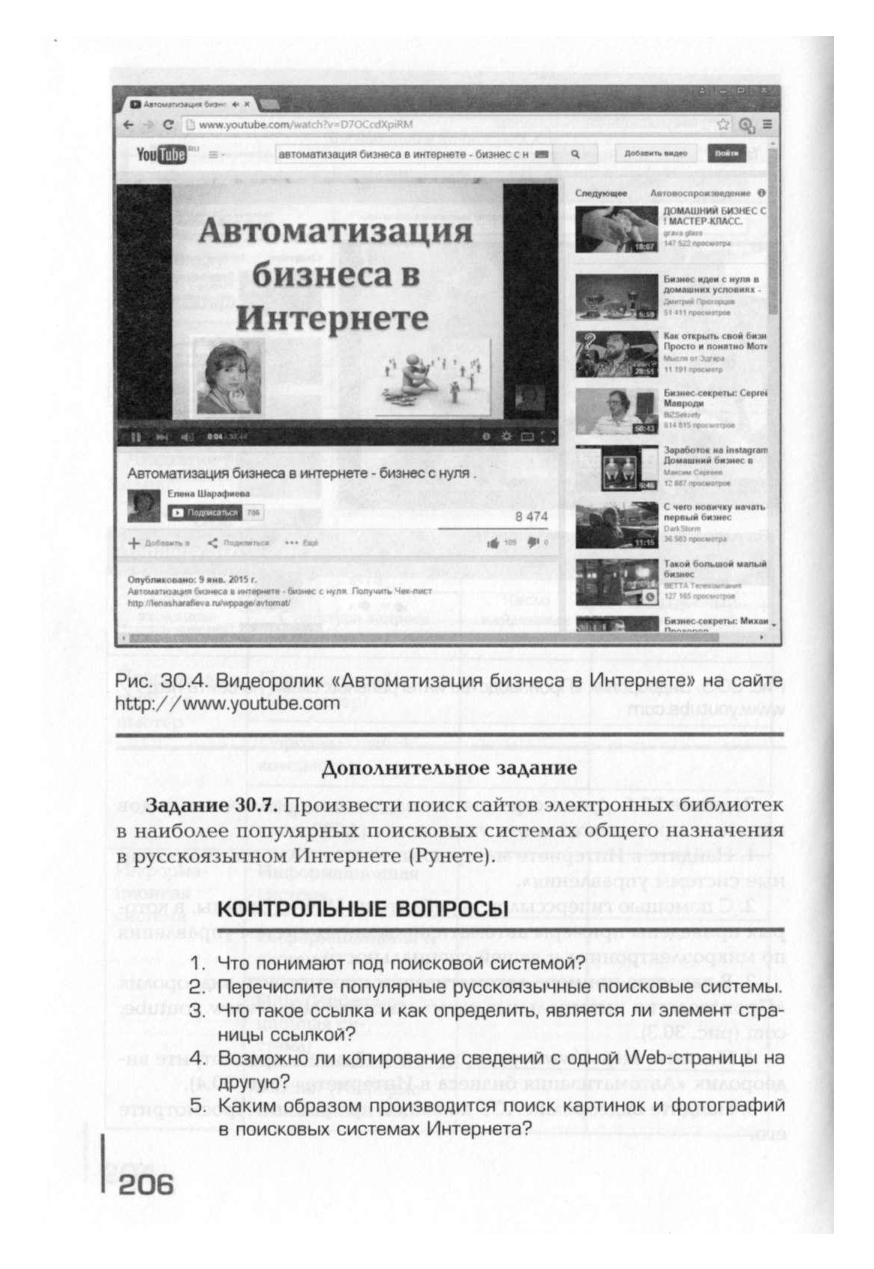 Автоматизация бизне
www.youtube.com/watch?v=D7OCcdXpiRM
YouTube RU
автоматизация бизнеса в интернете - бизнес с н
Добавить видео
Войти
Автоматизация
бизнеса в
Интернете
0:04
Автоматизация бизнеса в интернете - бизнес с нуля .
Елена Шарафиева
Подписаться 786
8 474
Добавить в
Поделиться
Ещё
109
0
Опубликовано: 9 янв. 2015 г.
Автоматизация бизнеса в интернете - бизнес с нуля. Получить Чек-лист
http://lenasharafieva.ru/wppage/avtomat/
Следующее
Автовоспроизведение
ДОМАШНИЙ БИЗНЕС С
! МАСТЕР-КЛАСС.
grava glass
147 522 просмотра
18:07
Бизнес идеи с нуля в
домашних условиях -
Дмитрий Прохорцов
51 411 просмотров
6:59
Как открыть свой бизн
Просто и понятно Моти
Мысля от Эдгара
11 191 просмотр
28:51
Бизнес-секреты: Сергей
Мавроди
BIZSekrety
614 815 просмотров
50:43
Заработок на instagram
Домашний бизнес в
Максим Сергеев
12 887 просмотров
6:46
С чего новичку начать
первый бизнес
DarkStorm
36 583 просмотра
11:15
Такой большой малый
бизнес
ВЕТТА Телекомпания
127 165 просмотров
Бизнес-секреты: Михаи
Прохоров
Рис. 30.4. Видеоролик «Автоматизация бизнеса в Интернете» на сайте
http://www.youtube.com
Дополнительное задание
Задание 30.7. Произвести поиск сайтов электронных библиотек
в наиболее популярных поисковых системах общего назначения
в русскоязычном Интернете (Рунете).
КОНТРОЛЬНЫЕ ВОПРОСЫ
1. Что понимают под поисковой системой?
2. Перечислите популярные русскоязычные поисковые системы.
3. Что такое ссылка и как определить, является ли элемент стра-
ницы ссылкой?
4. Возможно ли копирование сведений с одной Web-страницы на
другую?
5. Каким образом производится поиск картинок и фотографий
в поисковых системах Интернета?
206